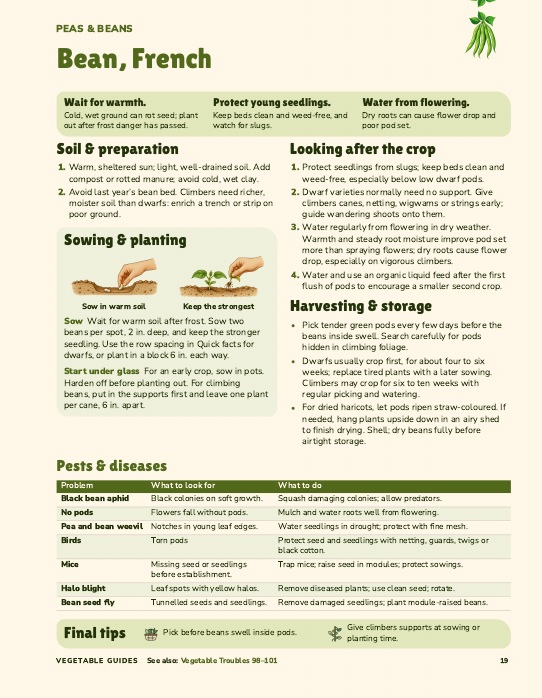 PEAS & BEANS
Bean, French
Wait for warmth.
Cold, wet ground can rot seed; plant
out after frost danger has passed.
Protect young seedlings.
Keep beds clean and weed-free, and
watch for slugs.
Water from flowering.
Dry roots can cause flower drop and
poor pod set.
Soil & preparation
1. Warm, sheltered sun; light, well-drained soil. Add
compost or rotted manure; avoid cold, wet clay.
2. Avoid last year's bean bed. Climbers need richer,
moister soil than dwarfs: enrich a trench or strip on
poor ground.
Sowing & planting
Sow in warm soil
Keep the strongest
Sow Wait for warm soil after frost. Sow two
beans per spot, 2 in. deep, and keep the stronger
seedling. Use the row spacing in Quick facts for
dwarfs, or plant in a block 6 in. each way.
Start under glass For an early crop, sow in pots.
Harden off before planting out. For climbing
beans, put in the supports first and leave one plant
per cane, 6 in. apart.
Looking after the crop
1. Protect seedlings from slugs; keep beds clean and
weed-free, especially below low dwarf pods.
2. Dwarf varieties normally need no support. Give
climbers canes, netting, wigwams or strings early;
guide wandering shoots onto them.
3. Water regularly from flowering in dry weather.
Warmth and steady root moisture improve pod set
more than spraying flowers; dry roots cause flower
drop, especially on vigorous climbers.
4. Water and use an organic liquid feed after the first
flush of pods to encourage a smaller second crop.
Harvesting & storage
• Pick tender green pods every few days before the
beans inside swell. Search carefully for pods
hidden in climbing foliage.
• Dwarfs usually crop first, for about four to six
weeks; replace tired plants with a later sowing.
Climbers may crop for six to ten weeks with
regular picking and watering.
• For dried haricots, let pods ripen straw-coloured. If
needed, hang plants upside down in an airy shed
to finish drying. Shell; dry beans fully before
airtight storage.
Pests & diseases
Problem What to look for What to do
Black bean aphid Black colonies on soft growth. Squash damaging colonies; allow predators.
No pods Flowers fall without pods. Mulch and water roots well from flowering.
Pea and bean weevil Notches in young leaf edges. Water seedlings in drought; protect with fine mesh.
Birds Torn pods Protect seed and seedlings with netting, guards, twigs or
black cotton.
Mice Missing seed or seedlings Trap mice; raise seed in modules; protect sowings.
before establishment.
Halo blight Leaf spots with yellow halos. Remove diseased plants; use clean seed; rotate.
Bean seed fly Tunnelled seeds and seedlings. Remove damaged seedlings; plant module-raised beans.
Final tips
Pick before beans swell inside pods.
Give climbers supports at sowing or
planting time.
VEGETABLE GUIDES See also: Vegetable Troubles 98–101 19